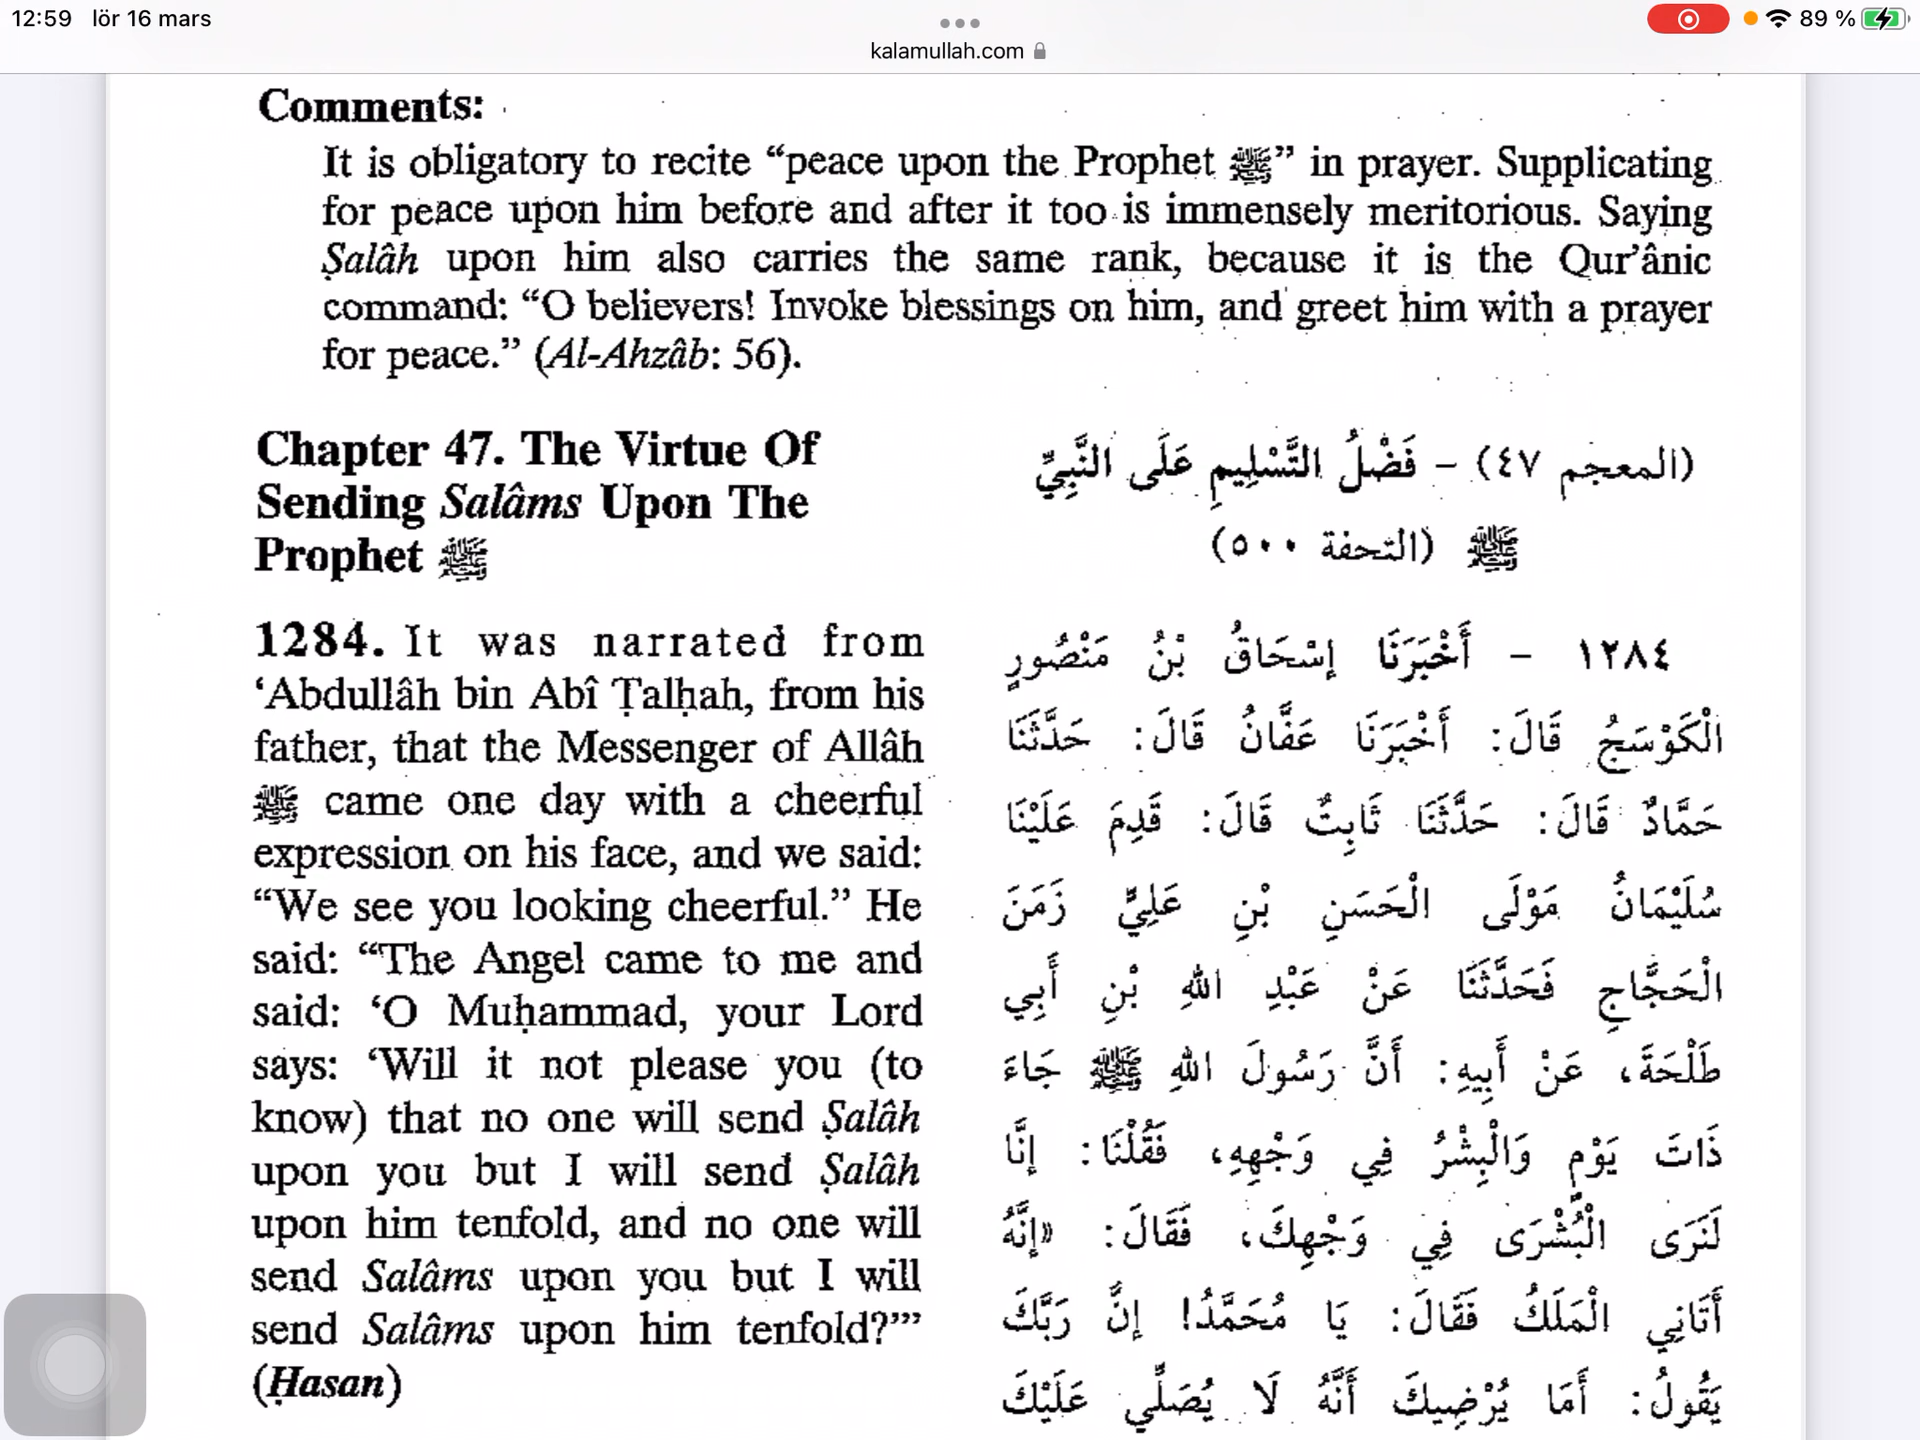 12:59 lör 16 mars
89 %
kalamullah.com
Comments:
It is obligatory to recite “peace upon the Prophet ﷺ” in prayer. Supplicating
for peace upon him before and after it too is immensely meritorious. Saying
Ṣalâh upon him also carries the same rank, because it is the Qur’ânic
command: “O believers! Invoke blessings on him, and greet him with a prayer
for peace.” (Al-Ahzâb: 56).
Chapter 47. The Virtue Of
Sending Salâms Upon The
Prophet ﷺ
(المعجم ٤٧) - فَضْلُ التَّسْلِيمِ عَلَى النَّبِيِّ
ﷺ (التحفة ٥٠٠)
1284. It was narrated from
‘Abdullâh bin Abî Ṭalḥah, from his
father, that the Messenger of Allâh
ﷺ came one day with a cheerful
expression on his face, and we said:
“We see you looking cheerful.” He
said: “The Angel came to me and
said: ‘O Muḥammad, your Lord
says: ‘Will it not please you (to
know) that no one will send Ṣalâh
upon you but I will send Ṣalâh
upon him tenfold, and no one will
send Salâms upon you but I will
send Salâms upon him tenfold?’”
(Ḥasan)
١٢٨٤ - أَخْبَرَنَا إِسْحَاقُ بْنُ مَنْصُورٍ
الْكَوْسَجُ قَالَ: أَخْبَرَنَا عَفَّانُ قَالَ: حَدَّثَنَا
حَمَّادٌ قَالَ: حَدَّثَنَا ثَابِتٌ قَالَ: قَدِمَ عَلَيْنَا
سُلَيْمَانُ مَوْلَى الْحَسَنِ بْنِ عَلِيٍّ زَمَنَ
الْحَجَّاجِ فَحَدَّثَنَا عَنْ عَبْدِ اللهِ بْنِ أَبِي
طَلْحَةَ، عَنْ أَبِيهِ: أَنَّ رَسُولَ اللهِ ﷺ جَاءَ
ذَاتَ يَوْمٍ وَالْبِشْرُ فِي وَجْهِهِ، فَقُلْنَا: إِنَّا
لَنَرَى الْبُشْرَى فِي وَجْهِكَ، فَقَالَ: «إِنَّهُ
أَتَانِي الْمَلَكُ فَقَالَ: يَا مُحَمَّدُ! إِنَّ رَبَّكَ
يَقُولُ: أَمَا يُرْضِيكَ أَنَّهُ لَا يُصَلِّي عَلَيْكَ